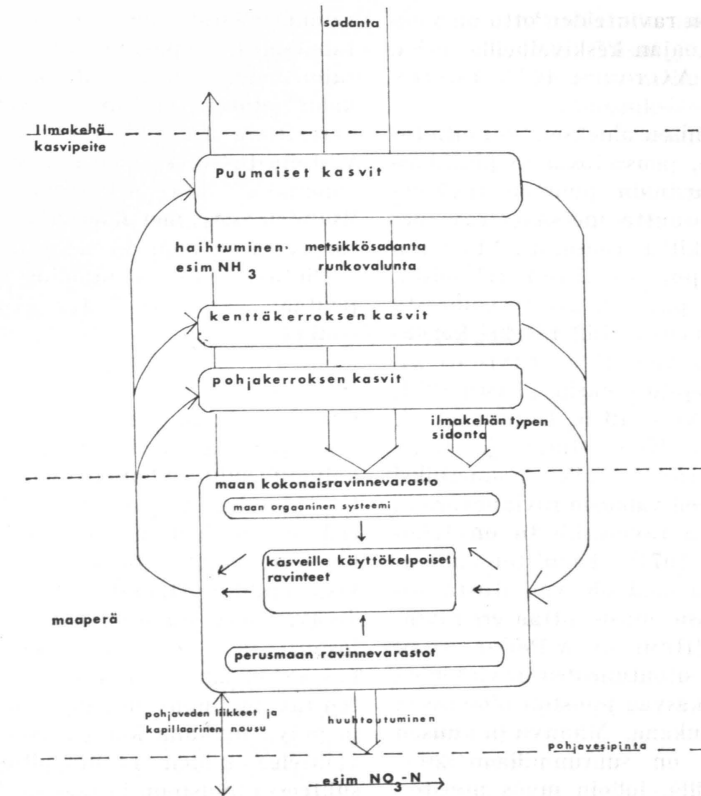 sadanta
Ilmakehä
kasvipeite
Puumaiset kasvit
haihtuminen· metsikkösadanta
esim NH3 runkovalunta
kenttäkerroksen kasvit
pohjakerroksen kasvit
ilmakehän typen
sidonta
maan kokonaisravinnevarasto
maan orgaaninen systeemi
kasveille käyttökelpoiset
ravinteet
maaperä
perusmaan ravinnevarastot
pohjaveden liikkeet ja
kapillaarinen nousu
huuhtoutuminen
pohjavesipinta
esim NO3-N